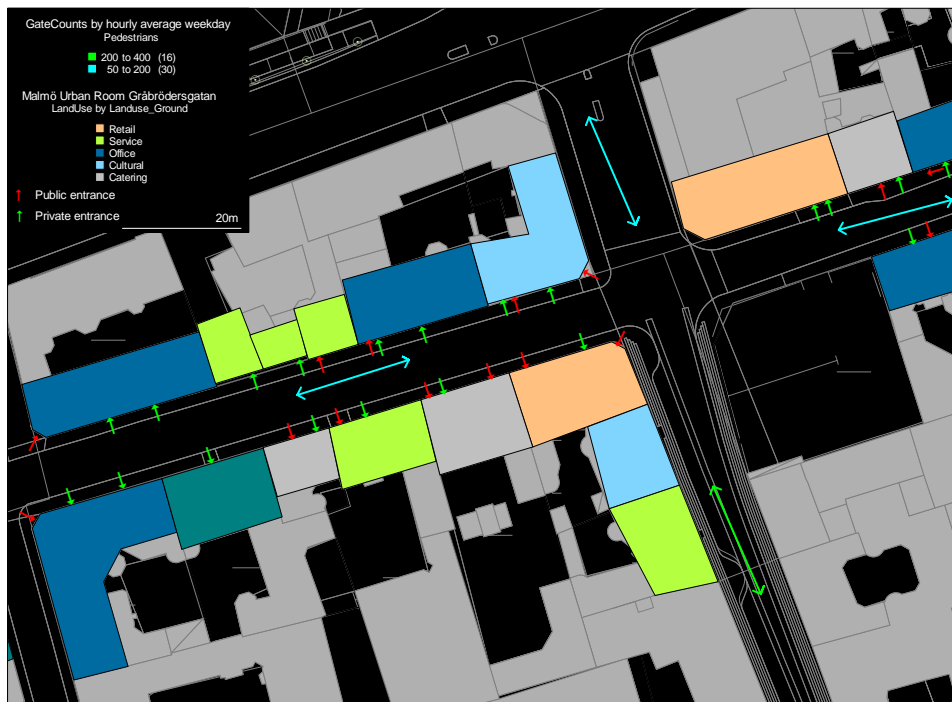 GateCounts by hourly average weekday
Pedestrians
200 to 400 (16)
50 to 200 (30)
Malmö Urban Room Gråbrödersgatan
LandUse by Landuse_Ground
Retail
Service
Office
Cultural
Catering
Public entrance
Private entrance
20m